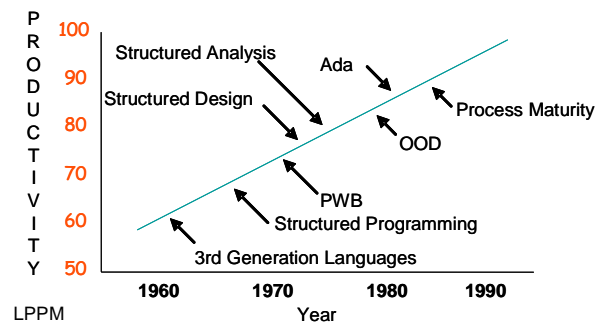 PRODUCTIVITY
100
90
80
70
60
50
Structured Analysis
Ada
Structured Design
Process Maturity
OOD
PWB
Structured Programming
3rd Generation Languages
1960 1970 1980 1990
LPPM
Year